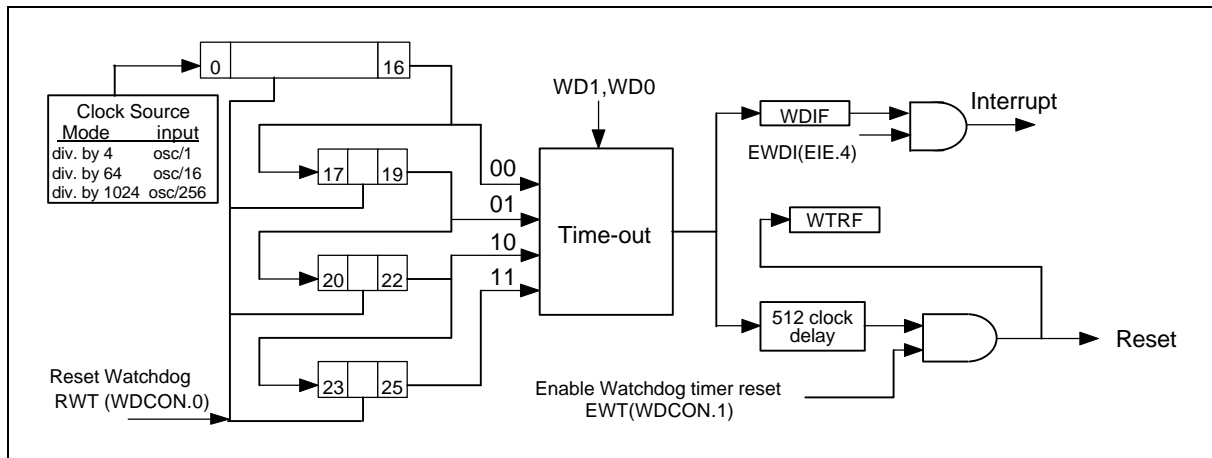 0
16
Clock Source
Mode input
div. by 4 osc/1
div. by 64 osc/16
div. by 1024 osc/256
17
19
20
22
23
25
Reset Watchdog
RWT (WDCON.0)
00
01
10
11
WD1,WD0
Time-out
WDIF
EWDI(EIE.4)
Interrupt
WTRF
512 clock
delay
Reset
Enable Watchdog timer reset
EWT(WDCON.1)